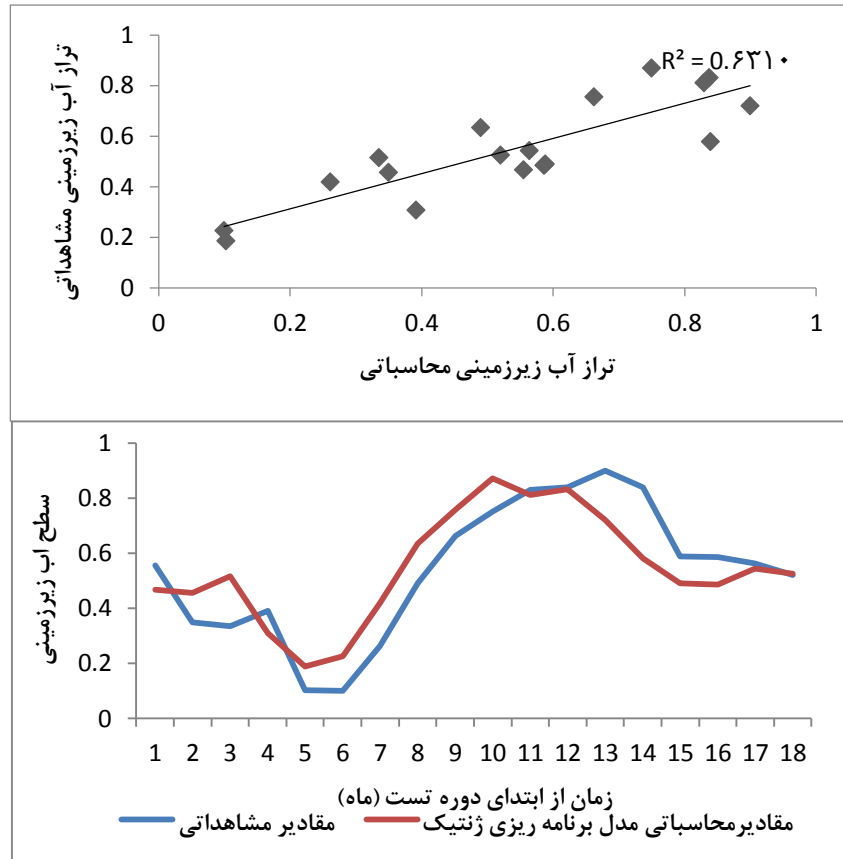 1
0.8
0.6
0.4
0.2
0
تراز آب زیرزمینی مشاهداتی
R² = 0.۶۳۱۰
0 0.2 0.4 0.6 0.8 1
تراز آب زیرزمینی محاسباتی
1
0.8
0.6
0.4
0.2
0
سطح اب زیرزمینی
1 2 3 4 5 6 7 8 9 10 11 12 13 14 15 16 17 18
زمان از ابتدای دوره تست (ماه)
مقادیر مشاهداتی
مقادیرمحاسباتی مدل برنامه ریزی ژنتیک